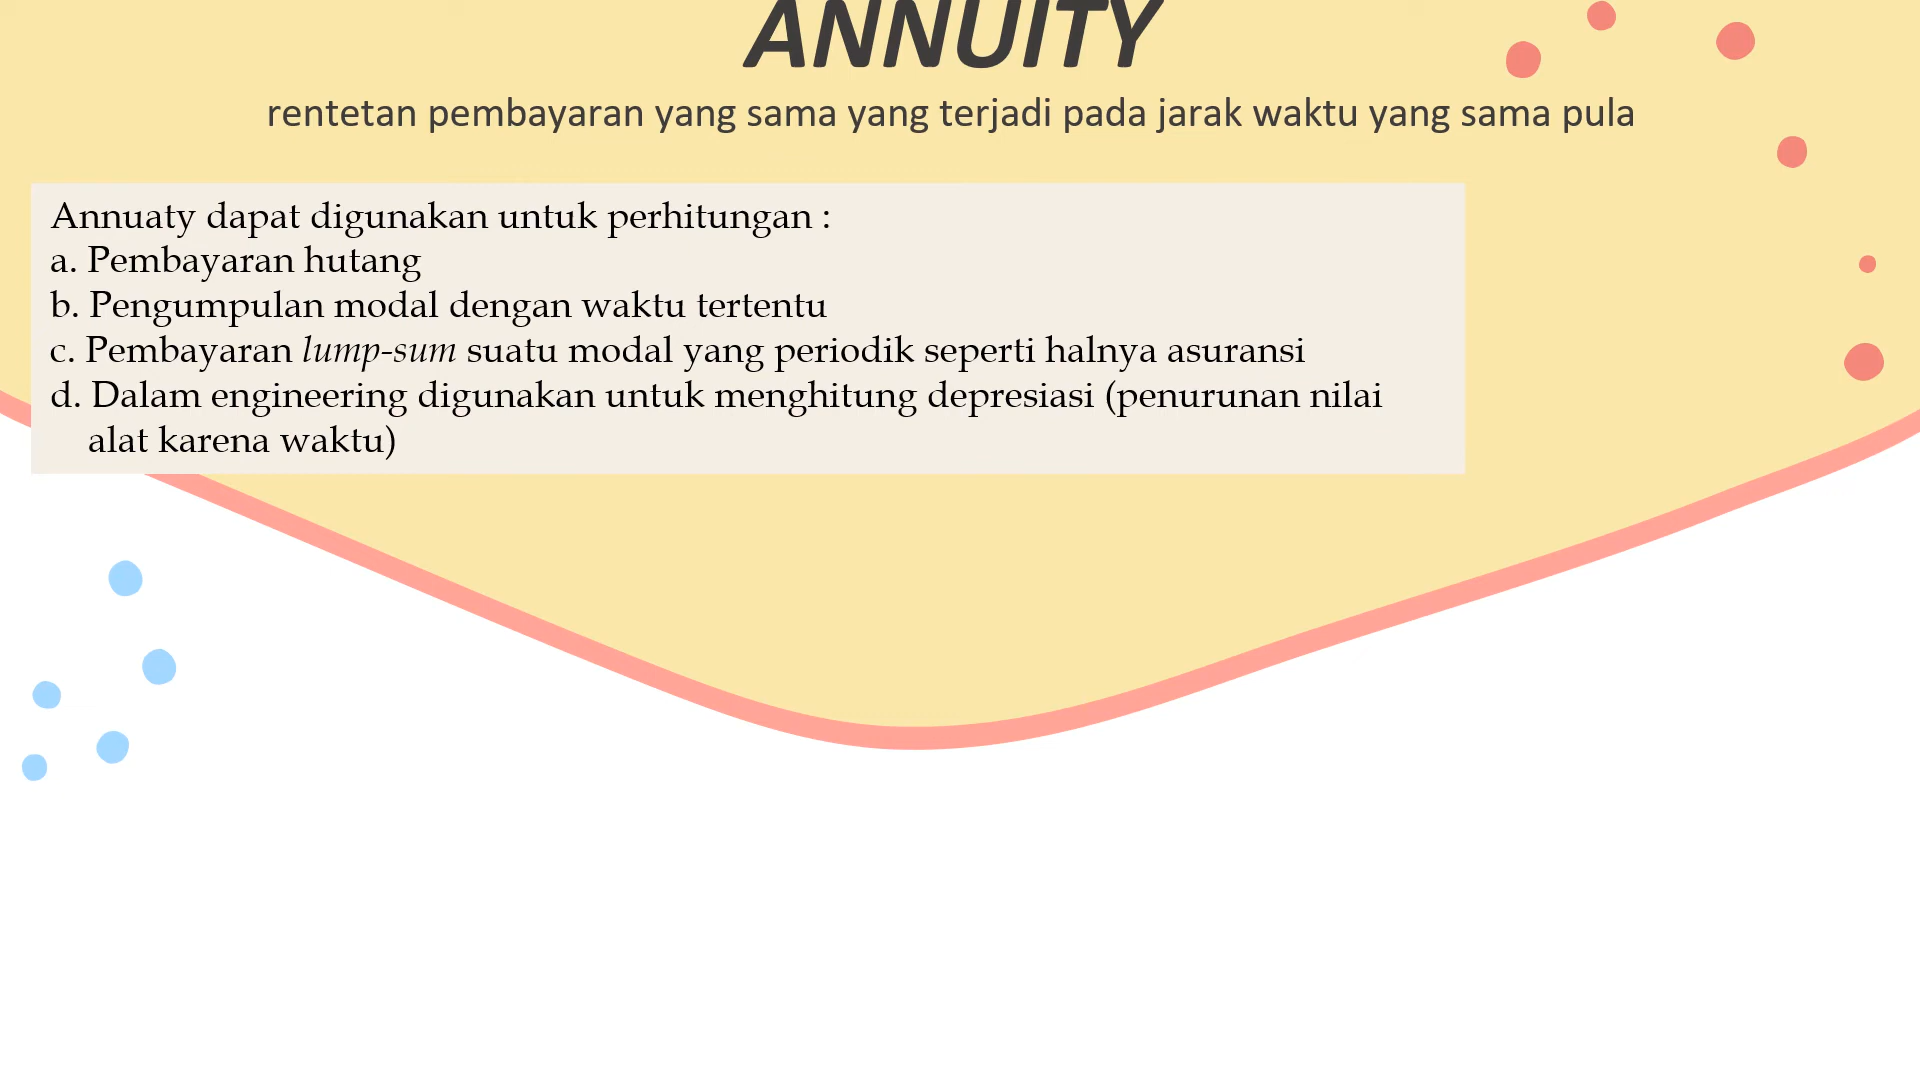 ANNUITY
rentetan pembayaran yang sama yang terjadi pada jarak waktu yang sama pula
Annuaty dapat digunakan untuk perhitungan :
a. Pembayaran hutang
b. Pengumpulan modal dengan waktu tertentu
c. Pembayaran lump-sum suatu modal yang periodik seperti halnya asuransi
d. Dalam engineering digunakan untuk menghitung depresiasi (penurunan nilai
alat karena waktu)